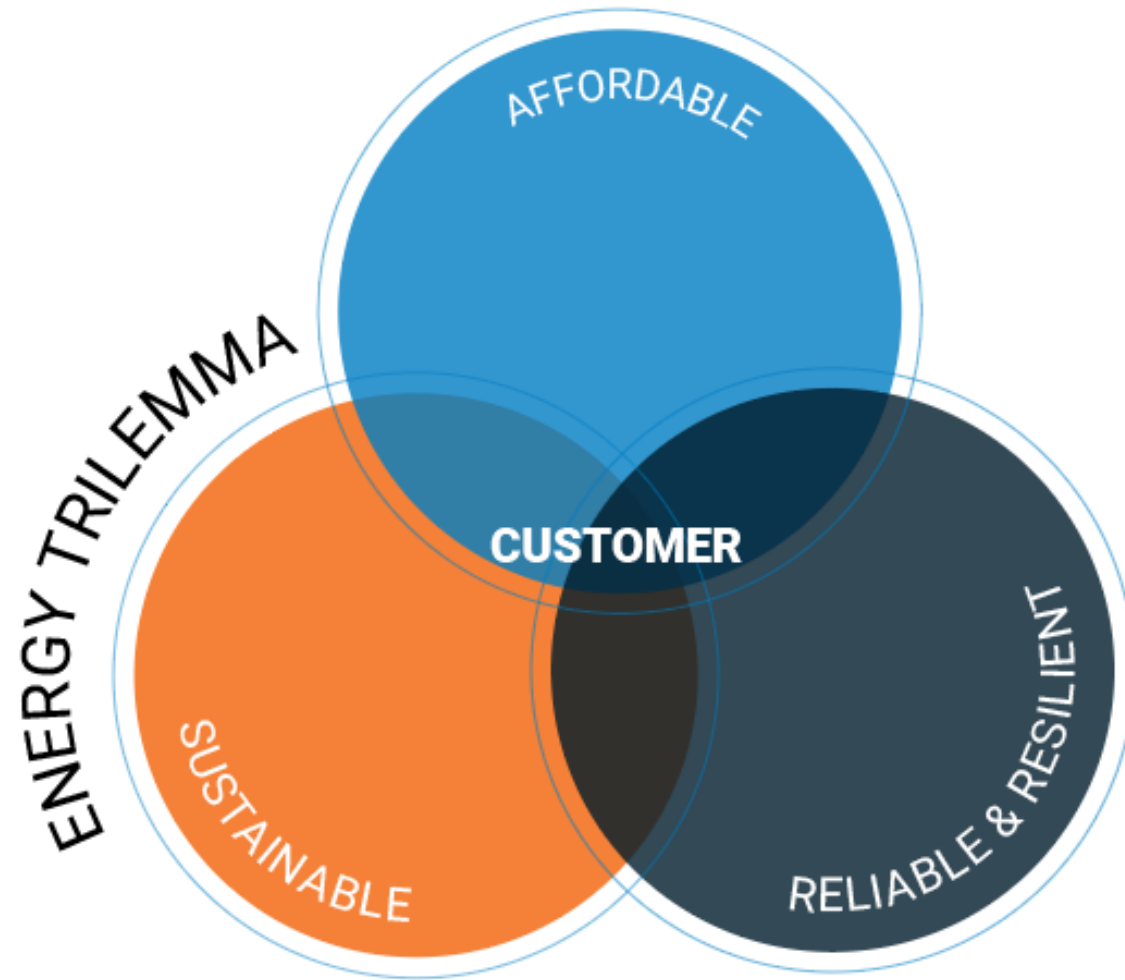 AFFORDABLE
ENERGY TRILEMMA
CUSTOMER
SUSTAINABLE
RELIABLE & RESILIENT